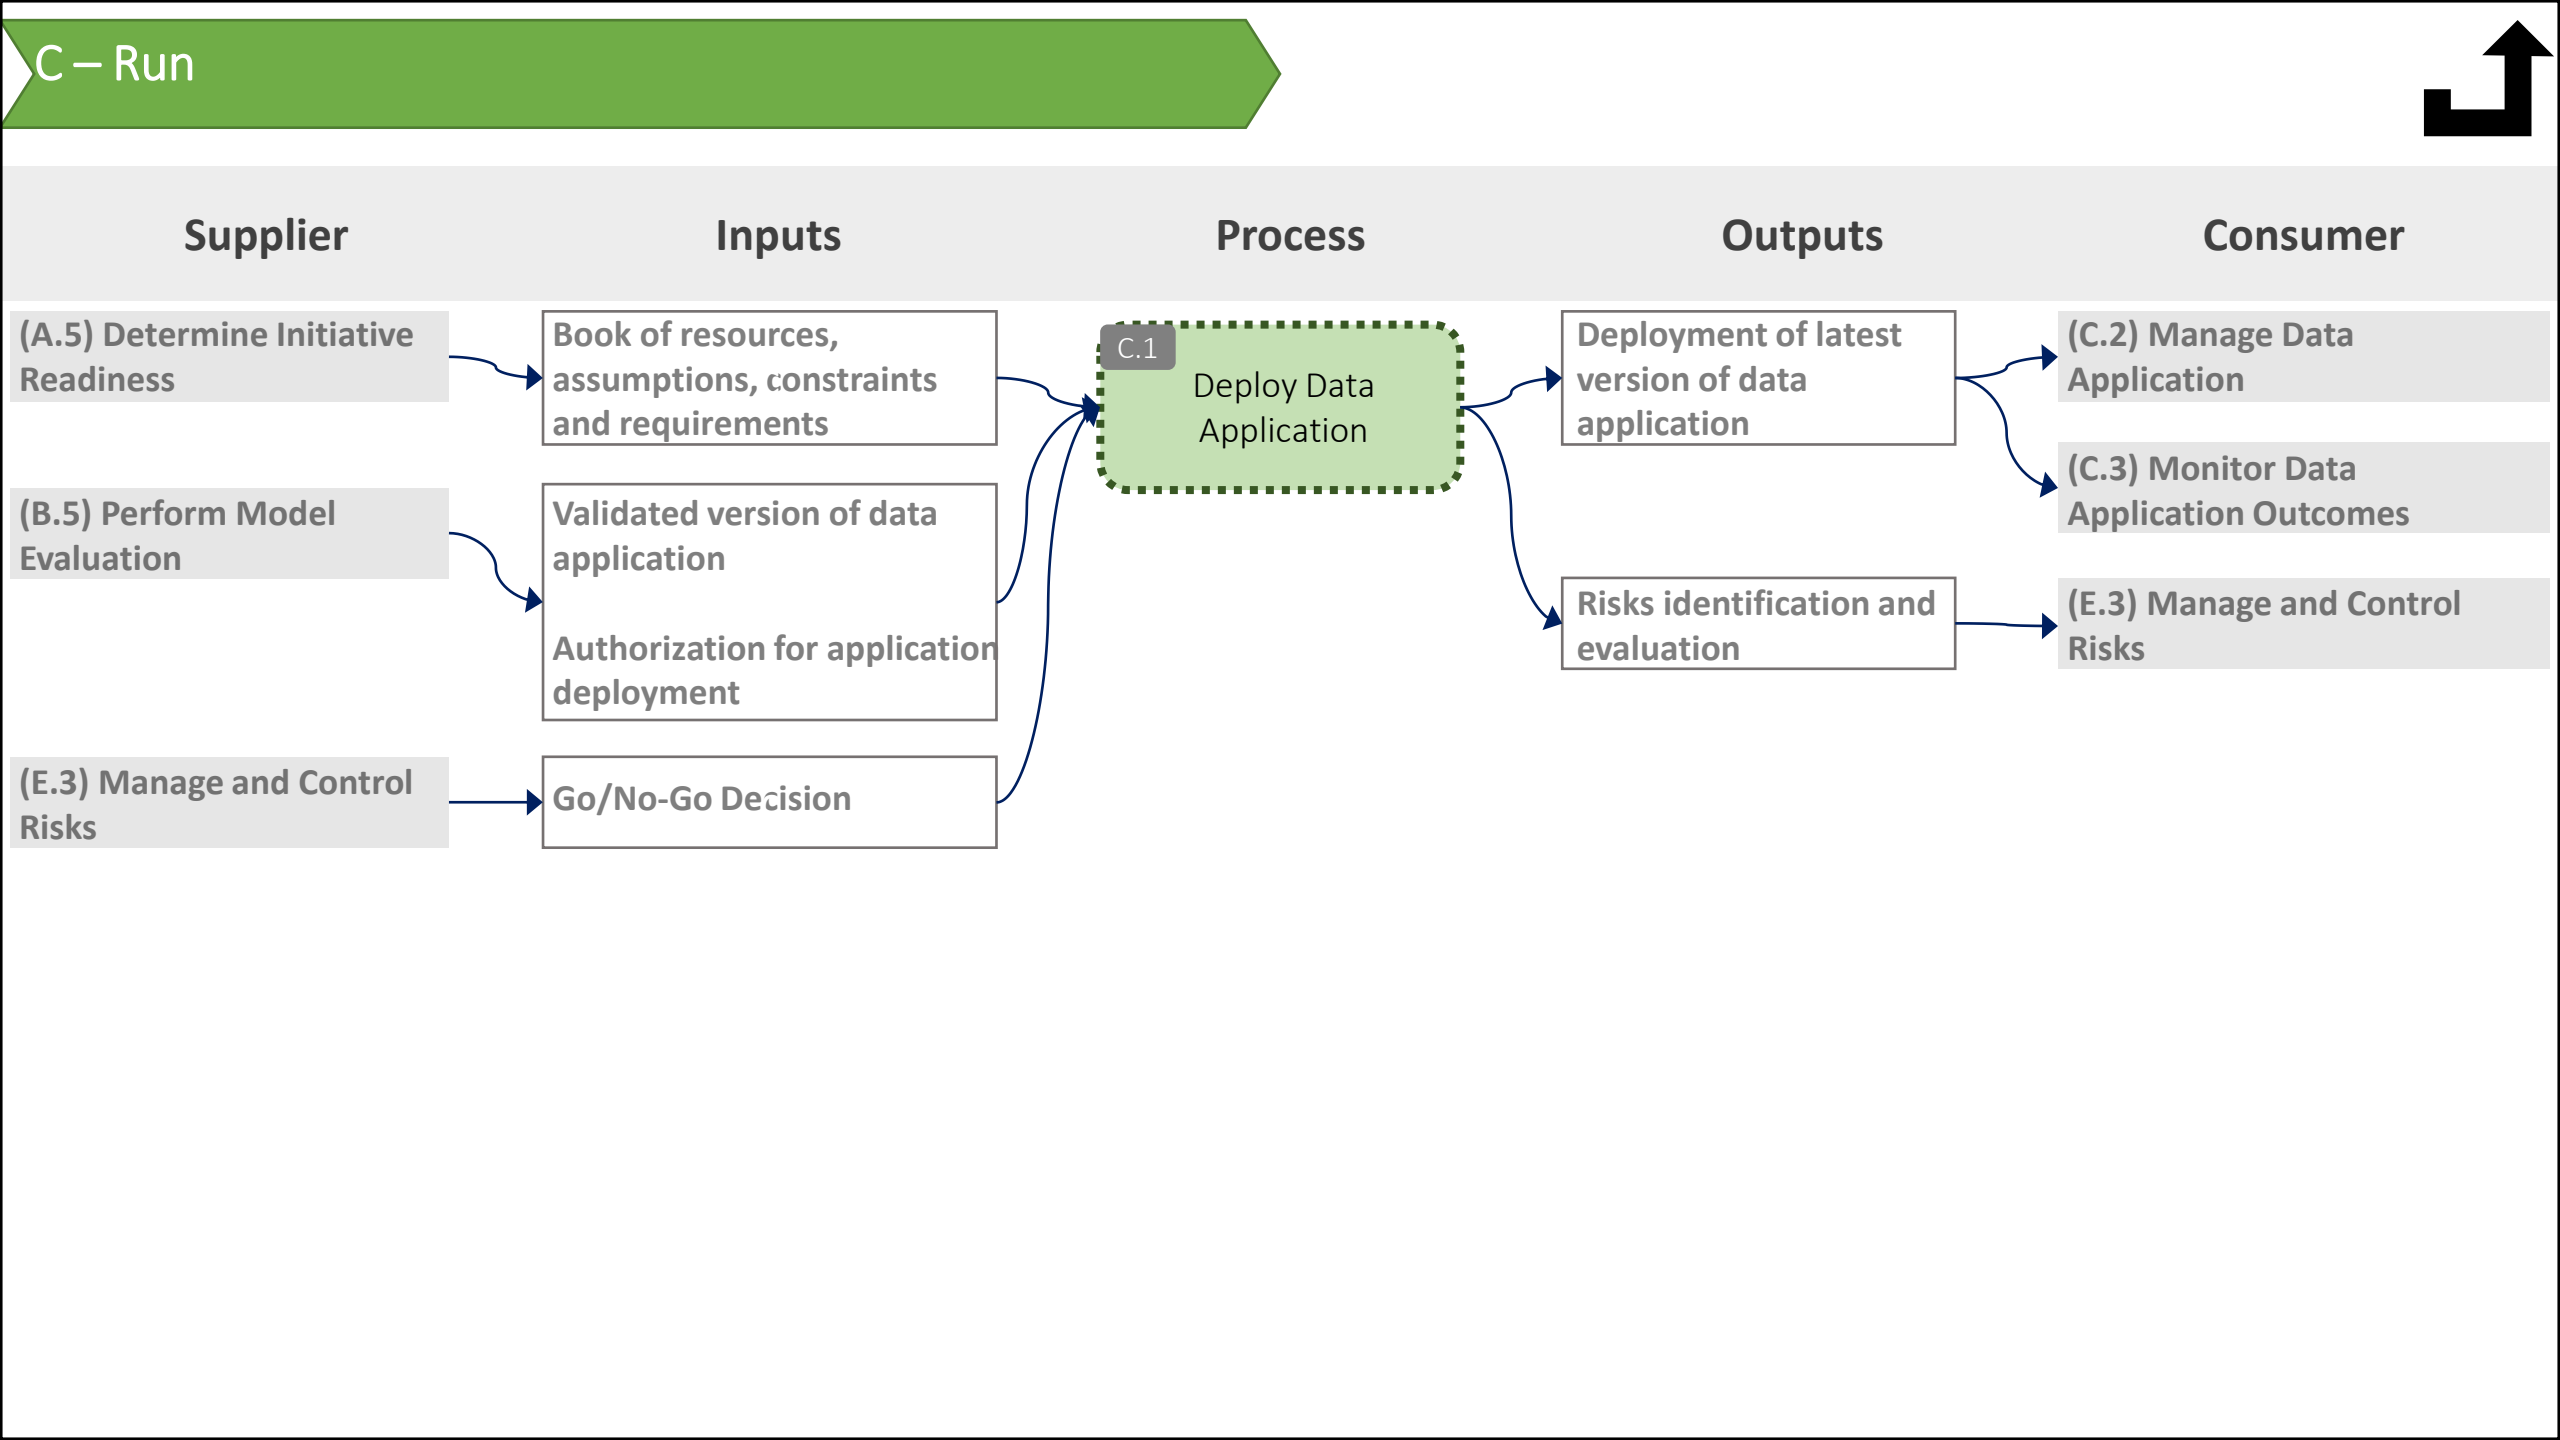 C – Run
Supplier
Inputs
Process
Outputs
Consumer
(A.5) Determine Initiative
Readiness
Book of resources,
assumptions, constraints
and requirements
C.1
Deploy Data
Application
Deployment of latest
version of data
application
(C.2) Manage Data
Application
(C.3) Monitor Data
Application Outcomes
(B.5) Perform Model
Evaluation
Validated version of data
application
Authorization for application
deployment
Risks identification and
evaluation
(E.3) Manage and Control
Risks
(E.3) Manage and Control
Risks
Go/No-Go Decision